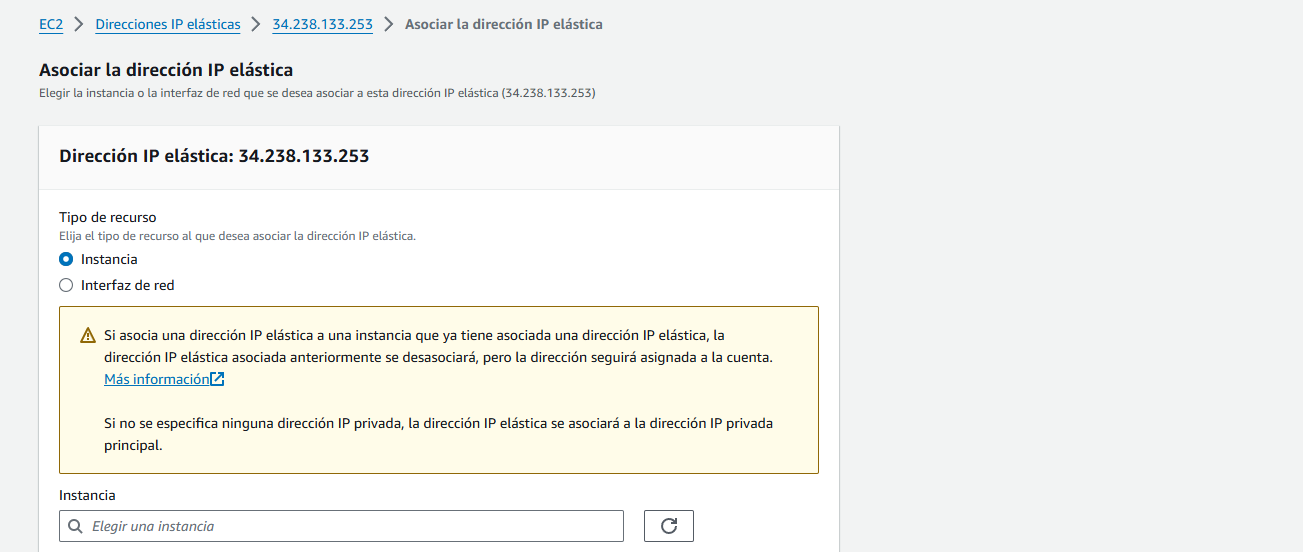 EC2 > Direcciones IP elásticas > 34.238.133.253 > Asociar la dirección IP elástica
Asociar la dirección IP elástica
Elegir la instancia o la interfaz de red que se desea asociar a esta dirección IP elástica (34.238.133.253)
Dirección IP elástica: 34.238.133.253
Tipo de recurso
Elija el tipo de recurso al que desea asociar la dirección IP elástica.
Instancia
Interfaz de red
Si asocia una dirección IP elástica a una instancia que ya tiene asociada una dirección IP elástica, la
dirección IP elástica asociada anteriormente se desasociará, pero la dirección seguirá asignada a la cuenta.
Más información
Si no se especifica ninguna dirección IP privada, la dirección IP elástica se asociará a la dirección IP privada
principal.
Instancia
Elegir una instancia